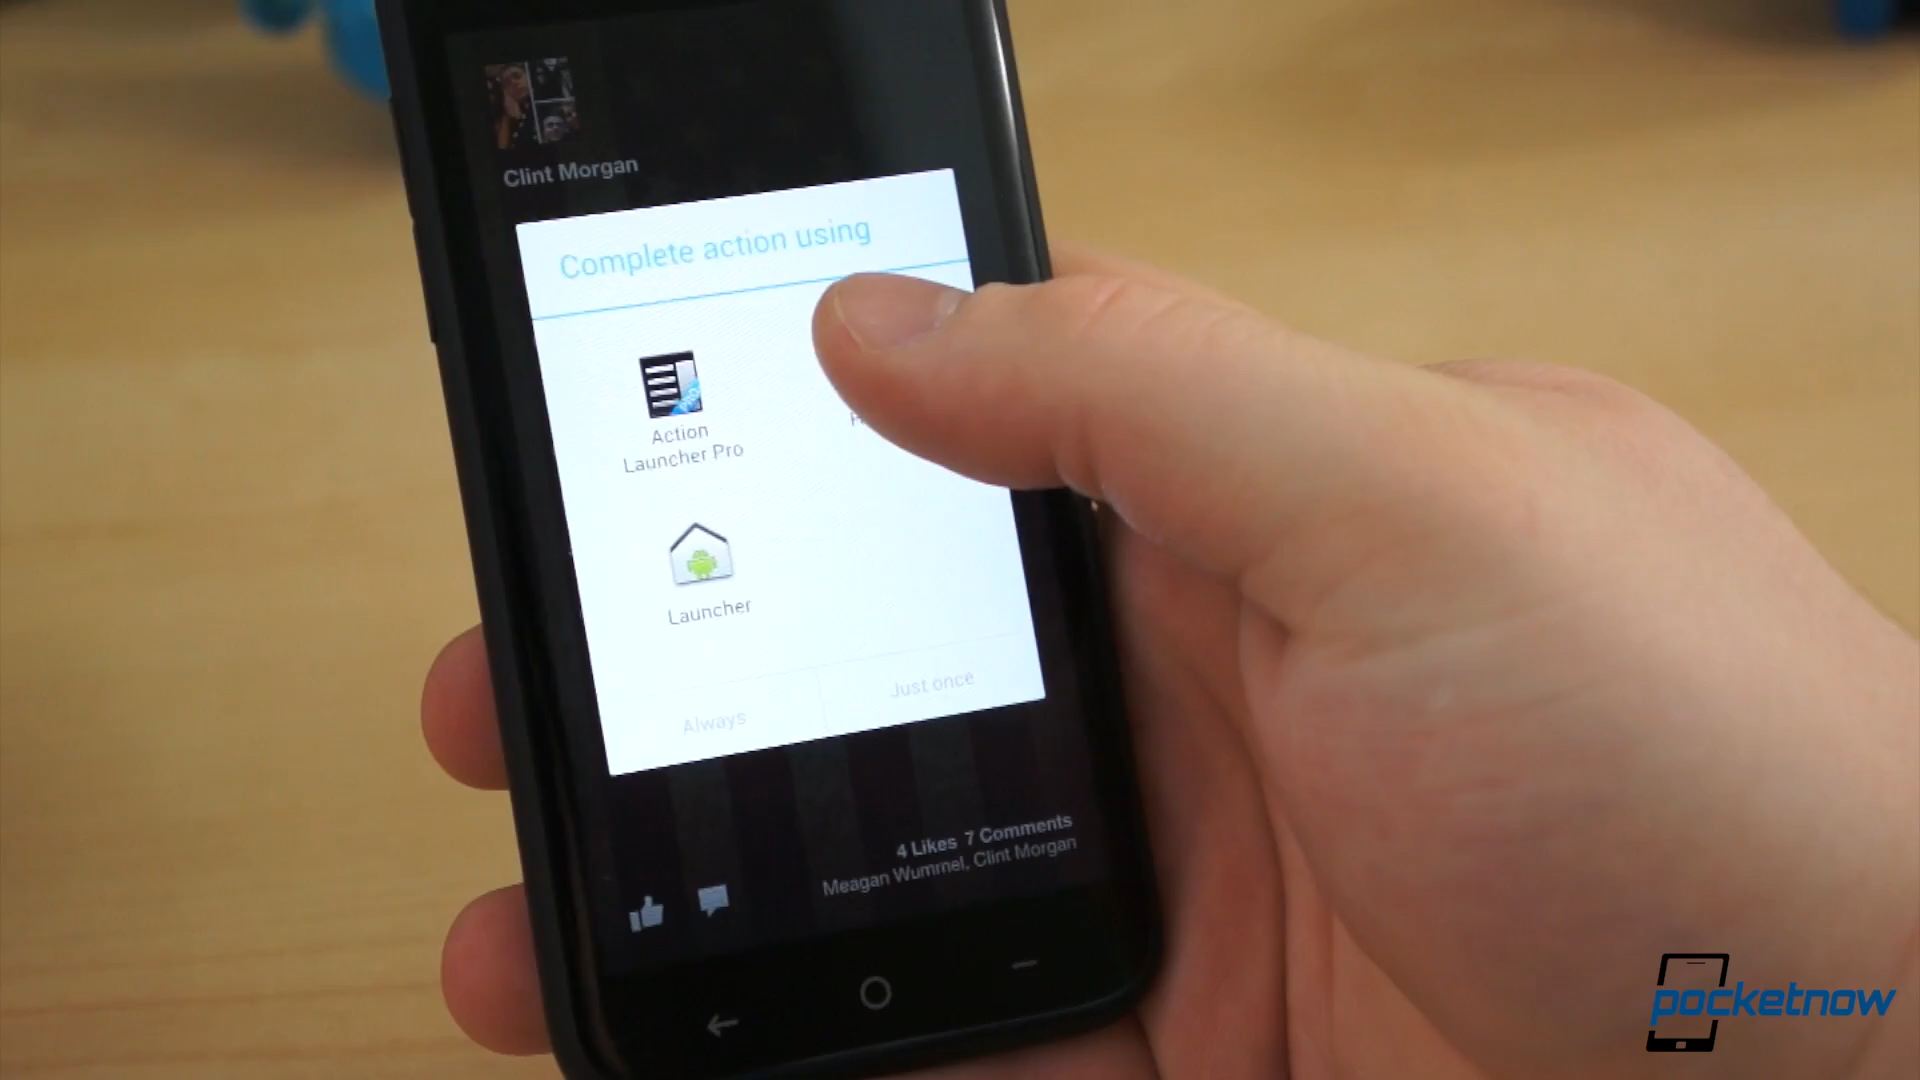 Clint Morgan
Complete action using
Action
Launcher Pro
PRO
Launcher
Always
Just once
4 Likes 7 Comments
Meagan Wummel, Clint Morgan
pocketnow